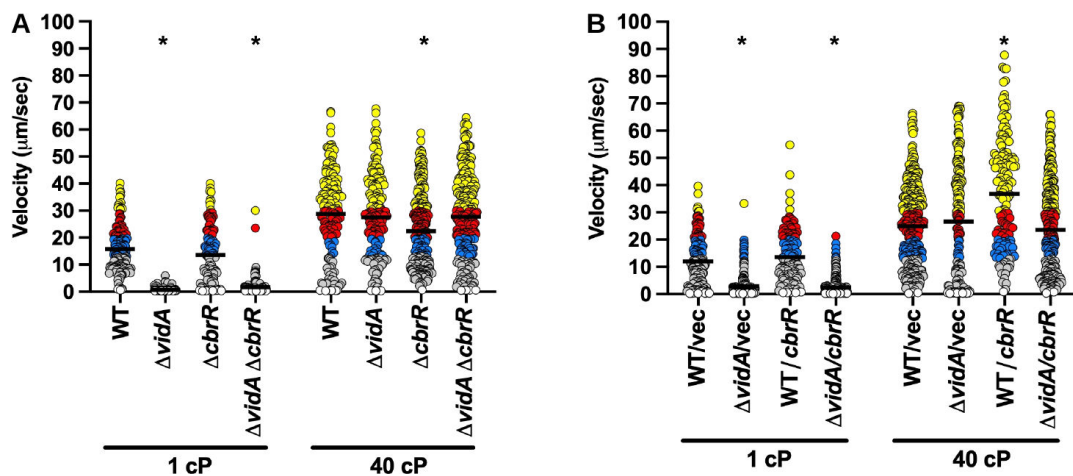 A
Velocity (µm/sec)
100
90
80
70
60
50
40
30
20
10
0
* * *
WT
ΔvidA
ΔcbrR
ΔvidA ΔcbrR
WT
ΔvidA
ΔcbrR
ΔvidA ΔcbrR
1 cP
40 cP
B
Velocity (µm/sec)
100
90
80
70
60
50
40
30
20
10
0
* * *
WT/vec
ΔvidA/vec
WT/cbrR
ΔvidA/cbrR
WT/vec
ΔvidA/vec
WT/cbrR
ΔvidA/cbrR
1 cP
40 cP